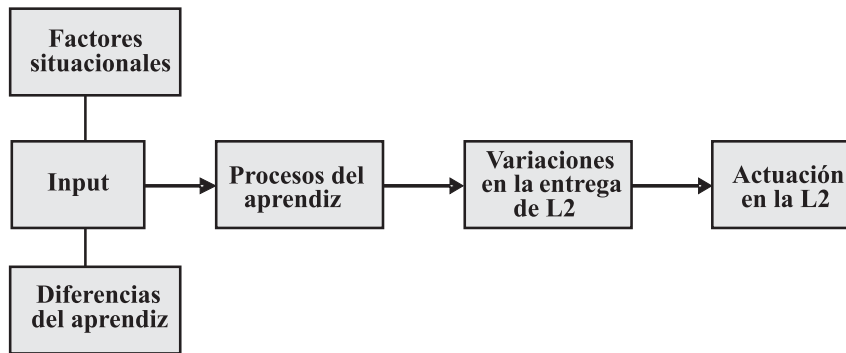 Factores
situacionales
Input
Procesos del
aprendiz
Variaciones
en la entrega
de L2
Actuación
en la L2
Diferencias
del aprendiz